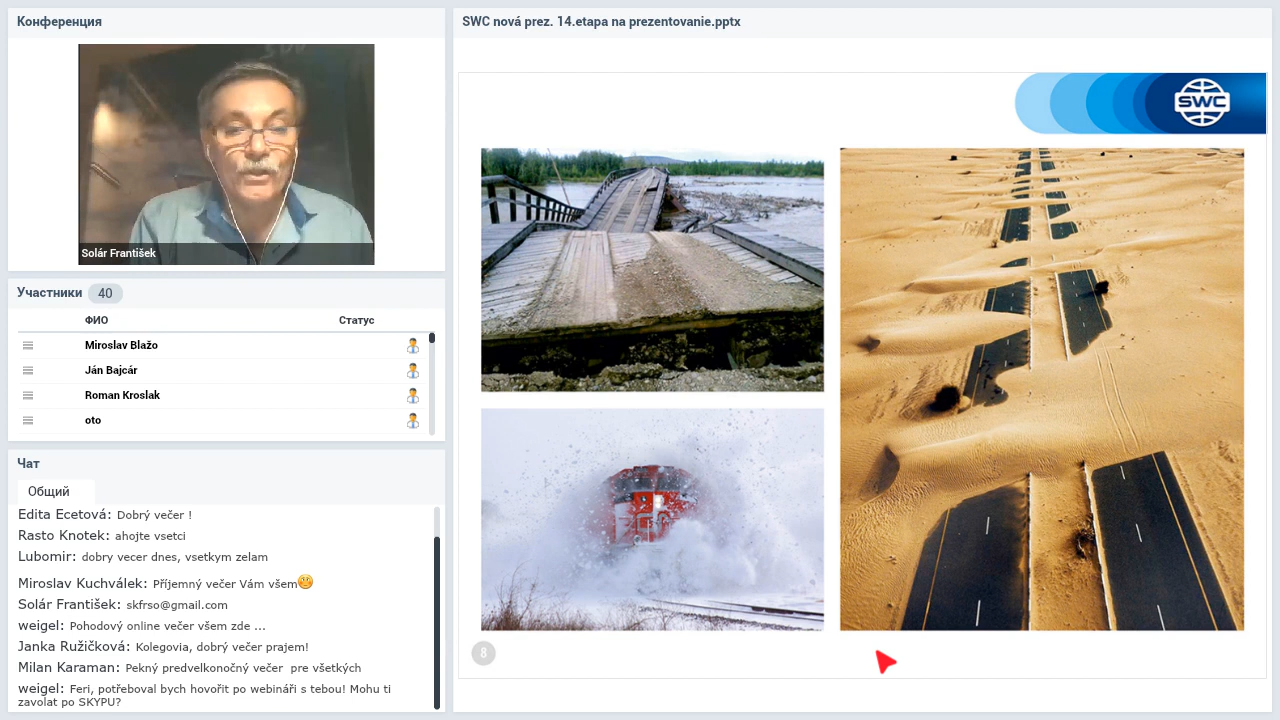 Конференция
Solár František
Участники 40
ФИО Статус
Miroslav Blažo
Ján Bajcár
Roman Kroslak
oto
Чат
Общий
Edita Ecetová: Dobrý večer !
Rasto Knotek: ahojte vsetci
Lubomir: dobry vecer dnes, vsetkym zelam
Miroslav Kuchválek: Příjemný večer Vám všem
Solár František: skfrso@gmail.com
weigel: Pohodový online večer všem zde ...
Janka Ružičková: Kolegovia, dobrý večer prajem!
Milan Karaman: Pekný predvelkonočný večer pre všetkých
weigel: Feri, potřeboval bych hovořit po webináři s tebou! Mohu ti
zavolat po SKYPU?
SWC nová prez. 14.etapa na prezentovanie.pptx
SWC
8